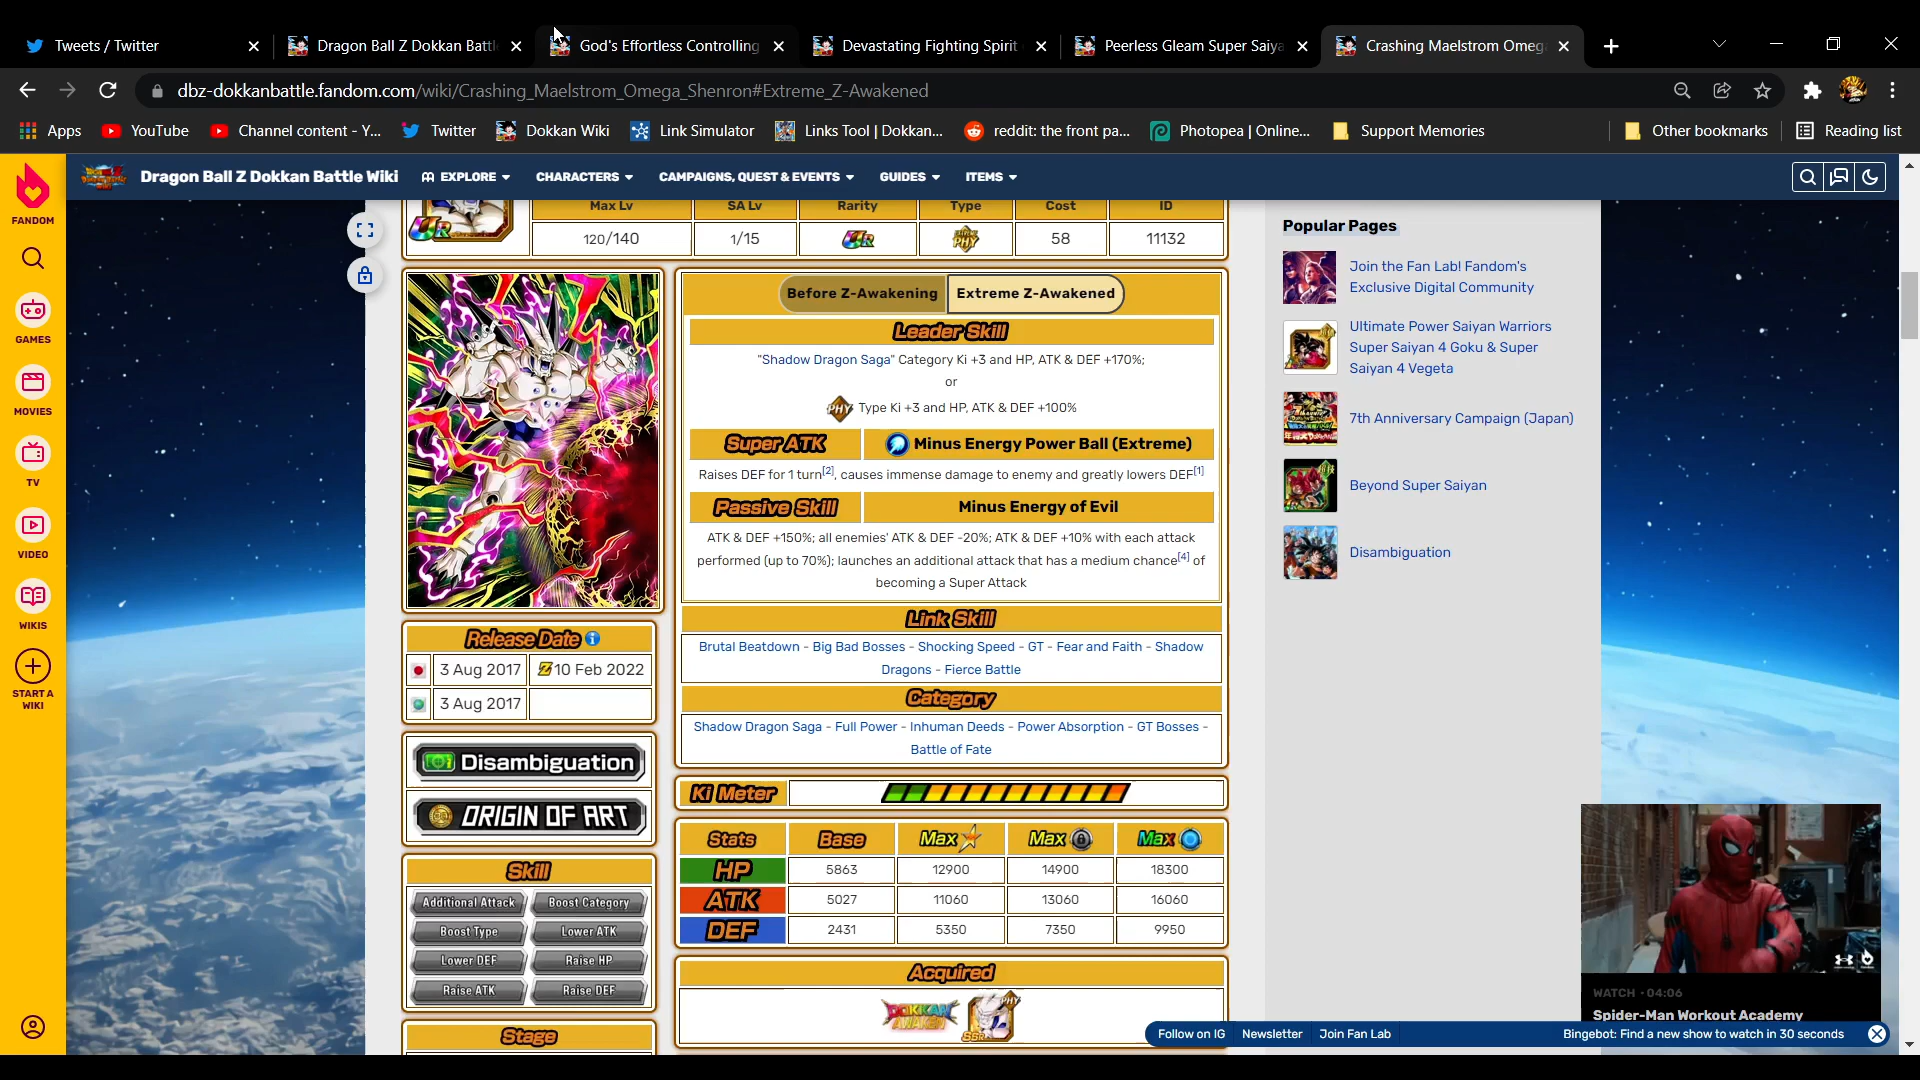 Tweets / Twitter
Dragon Ball Z Dokkan Battl
God's Effortless Controlling
Devastating Fighting Spirit
Peerless Gleam Super Saiya
Crashing Maelstrom Omeg
dbz-dokkanbattle.fandom.com/wiki/Crashing_Maelstrom_Omega_Shenron#Extreme_Z-Awakened
Apps
YouTube
Channel content - Y...
Twitter
Dokkan Wiki
Link Simulator
Links Tool | Dokkan...
reddit: the front pa...
Photopea | Online...
Support Memories
Other bookmarks
Reading list
FANDOM
GAMES
MOVIES
TV
VIDEO
WIKIS
START A
WIKI
Dragon Ball Z Dokkan Battle Wiki
EXPLORE
CHARACTERS
CAMPAIGNS, QUEST & EVENTS
GUIDES
ITEMS
Max Lv
SA Lv
Rarity
Type
Cost
ID
UR
120/140
1/15
UR
PHY
58
11132
Before Z-Awakening
Extreme Z-Awakened
Leader Skill
"Shadow Dragon Saga" Category Ki +3 and HP, ATK & DEF +170%;
or
PHY Type Ki +3 and HP, ATK & DEF +100%
Super ATK
Minus Energy Power Ball (Extreme)
Raises DEF for 1 turn[2], causes immense damage to enemy and greatly lowers DEF[1]
Passive Skill
Minus Energy of Evil
ATK & DEF +150%; all enemies' ATK & DEF -20%; ATK & DEF +10% with each attack
performed (up to 70%); launches an additional attack that has a medium chance[4] of
becoming a Super Attack
Link Skill
Brutal Beatdown - Big Bad Bosses - Shocking Speed - GT - Fear and Faith - Shadow
Dragons - Fierce Battle
Category
Shadow Dragon Saga - Full Power - Inhuman Deeds - Power Absorption - GT Bosses -
Battle of Fate
Ki Meter
Stats
Base
Max
Max
Max
HP
5863
12900
14900
18300
ATK
5027
11060
13060
16060
DEF
2431
5350
7350
9950
Acquired
DOKKAN
AWAKEN
PHY
SSR
Release Date
3 Aug 2017
Z 10 Feb 2022
3 Aug 2017
Disambiguation
ORIGIN OF ART
Skill
Additional Attack
Boost Category
Boost Type
Lower ATK
Lower DEF
Raise HP
Raise ATK
Raise DEF
Stage
Popular Pages
Join the Fan Lab! Fandom's
Exclusive Digital Community
Ultimate Power Saiyan Warriors
Super Saiyan 4 Goku & Super
Saiyan 4 Vegeta
7th Anniversary Campaign (Japan)
Beyond Super Saiyan
Disambiguation
WATCH • 04:06
Spider-Man Workout Academy
Follow on IG
Newsletter
Join Fan Lab
Bingebot: Find a new show to watch in 30 seconds